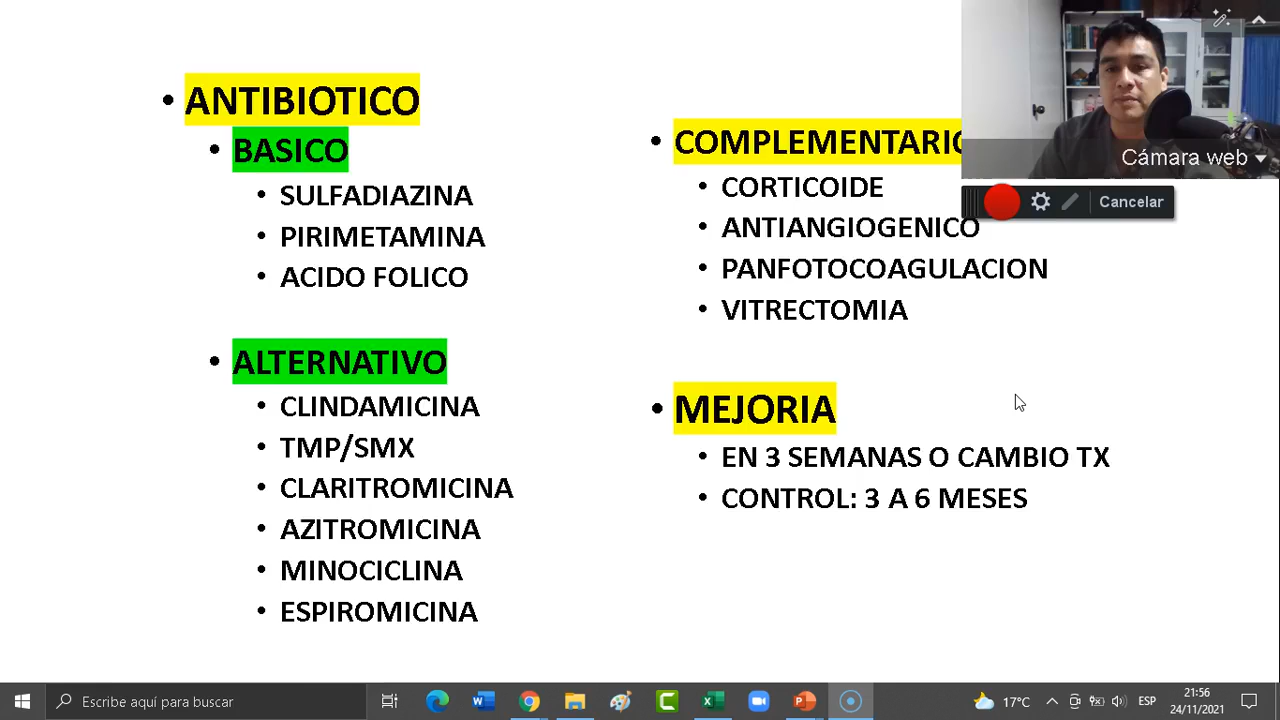 ANTIBIOTICO
BASICO
SULFADIAZINA
PIRIMETAMINA
ACIDO FOLICO
ALTERNATIVO
CLINDAMICINA
TMP/SMX
CLARITROMICINA
AZITROMICINA
MINOCICLINA
ESPIROMICINA
COMPLEMENTARIO
CORTICOIDE
ANTIANGIOGENICO
PANFOTOCOAGULACION
VITRECTOMIA
MEJORIA
EN 3 SEMANAS O CAMBIO TX
CONTROL: 3 A 6 MESES
Cámara web
Cancelar
Escribe aquí para buscar
17°C
ESP
21:56
24/11/2021